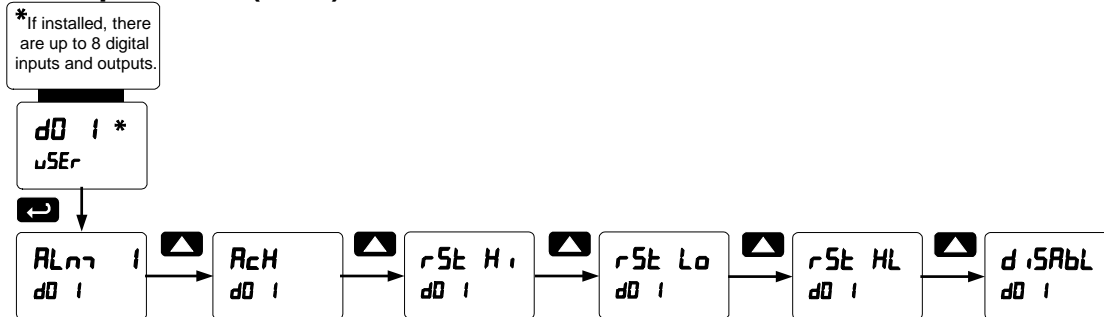 *If installed, there
are up to 8 digital
inputs and outputs.
dO 1 *
uSEr
ALm 1
dO 1
AcK
dO 1
rSt Hi
dO 1
rSt Lo
dO 1
rSt HL
dO 1
diSAbL
dO 1